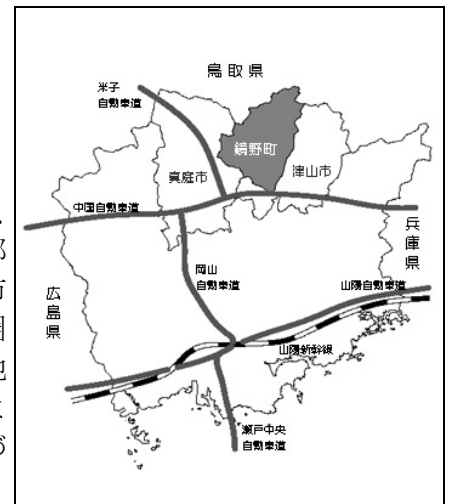 鳥取県
米子
自動車道
鏡野町
真庭市
津山市
中国自動車道
兵
庫
県
岡山
自動車道
山陽自動車道
広
島
県
山陽新幹線
瀬戸中央
自動車道